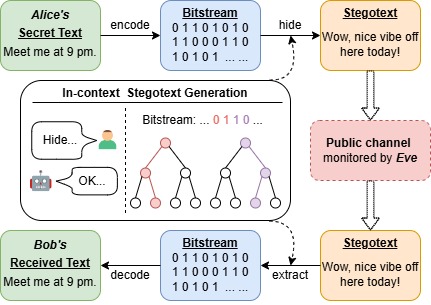 Alice's
Secret Text
Meet me at 9 pm.
encode
Bitstream
0 1 1 0 1 0 1 0
1 1 0 0 0 1 1 0
1 0 1 0 1 ... ...
hide
Stegotext
Wow, nice vibe off
here today!
In-context Stegotext Generation
Hide...
OK...
Bitstream: ... 0 1 1 0 ...
Public channel
monitored by Eve
Bob's
Received Text
Meet me at 9 pm.
decode
Bitstream
0 1 1 0 1 0 1 0
1 1 0 0 0 1 1 0
1 0 1 0 1 ... ...
extract
Stegotext
Wow, nice vibe off
here today!